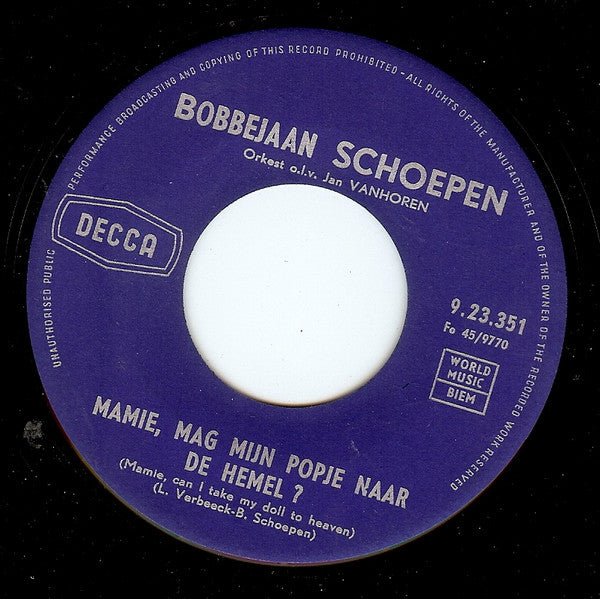 UNAUTHORISED PUBLIC PERFORMANCE BROADCASTING AND COPYING OF THIS RECORD PROHIBITED-ALL RIGHTS OF THE MANUFACTURER AND OF THE OWNER OF THE RECORDED WORK RESERVED
BOBBEJAAN SCHOEPEN
Orkest o.l.v. Jan VANHOREN
DECCA
9.23.351
Fo 45/9770
WORLD
MUSIC
BIEM
MAMIE, MAG MIJN POPJE NAAR
DE HEMEL ?
(Mamie, can I take my doll to heaven)
(L. Verbeeck-B. Schoepen)